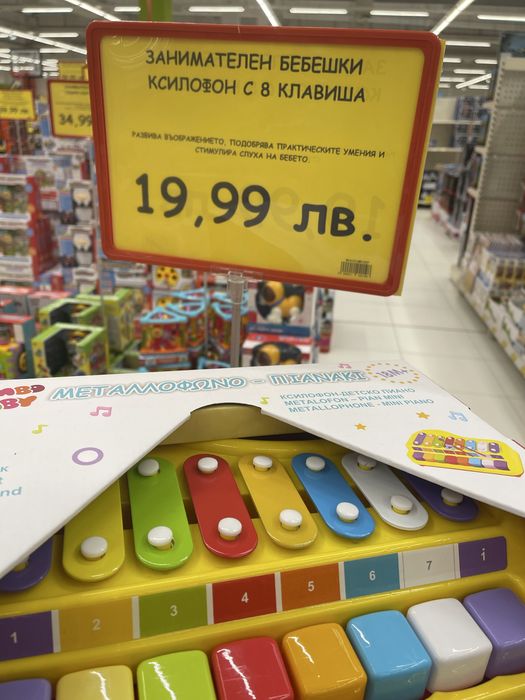 ЗАНИМАТЕЛЕН БЕБЕШКИ
КСИЛОФОН С 8 КЛАВИША
РАЗВИВА ВЪОБРАЖЕНИЕТО, ПОДОБРЯВА ПРАКТИЧЕСКИТЕ УМЕНИЯ И
СТИМУЛИРА СЛУХА НА БЕБЕТО.
19,99 лв.
34,99
ΜΕΤΑΛΛΟΦΩΝΟ - ΠΙΑΝΑΚΙ
18M+
КСИЛОФОН-ДЕТСКО ПИАНО
METALOFON - PIAN MINI
METALLOPHONE - MINI PIANO
1 2 3 4 5 6 7 i